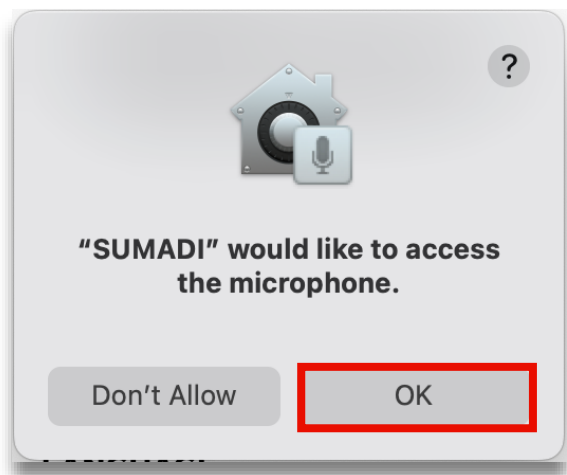 ?
“SUMADI” would like to access
the microphone.
Don’t Allow
OK